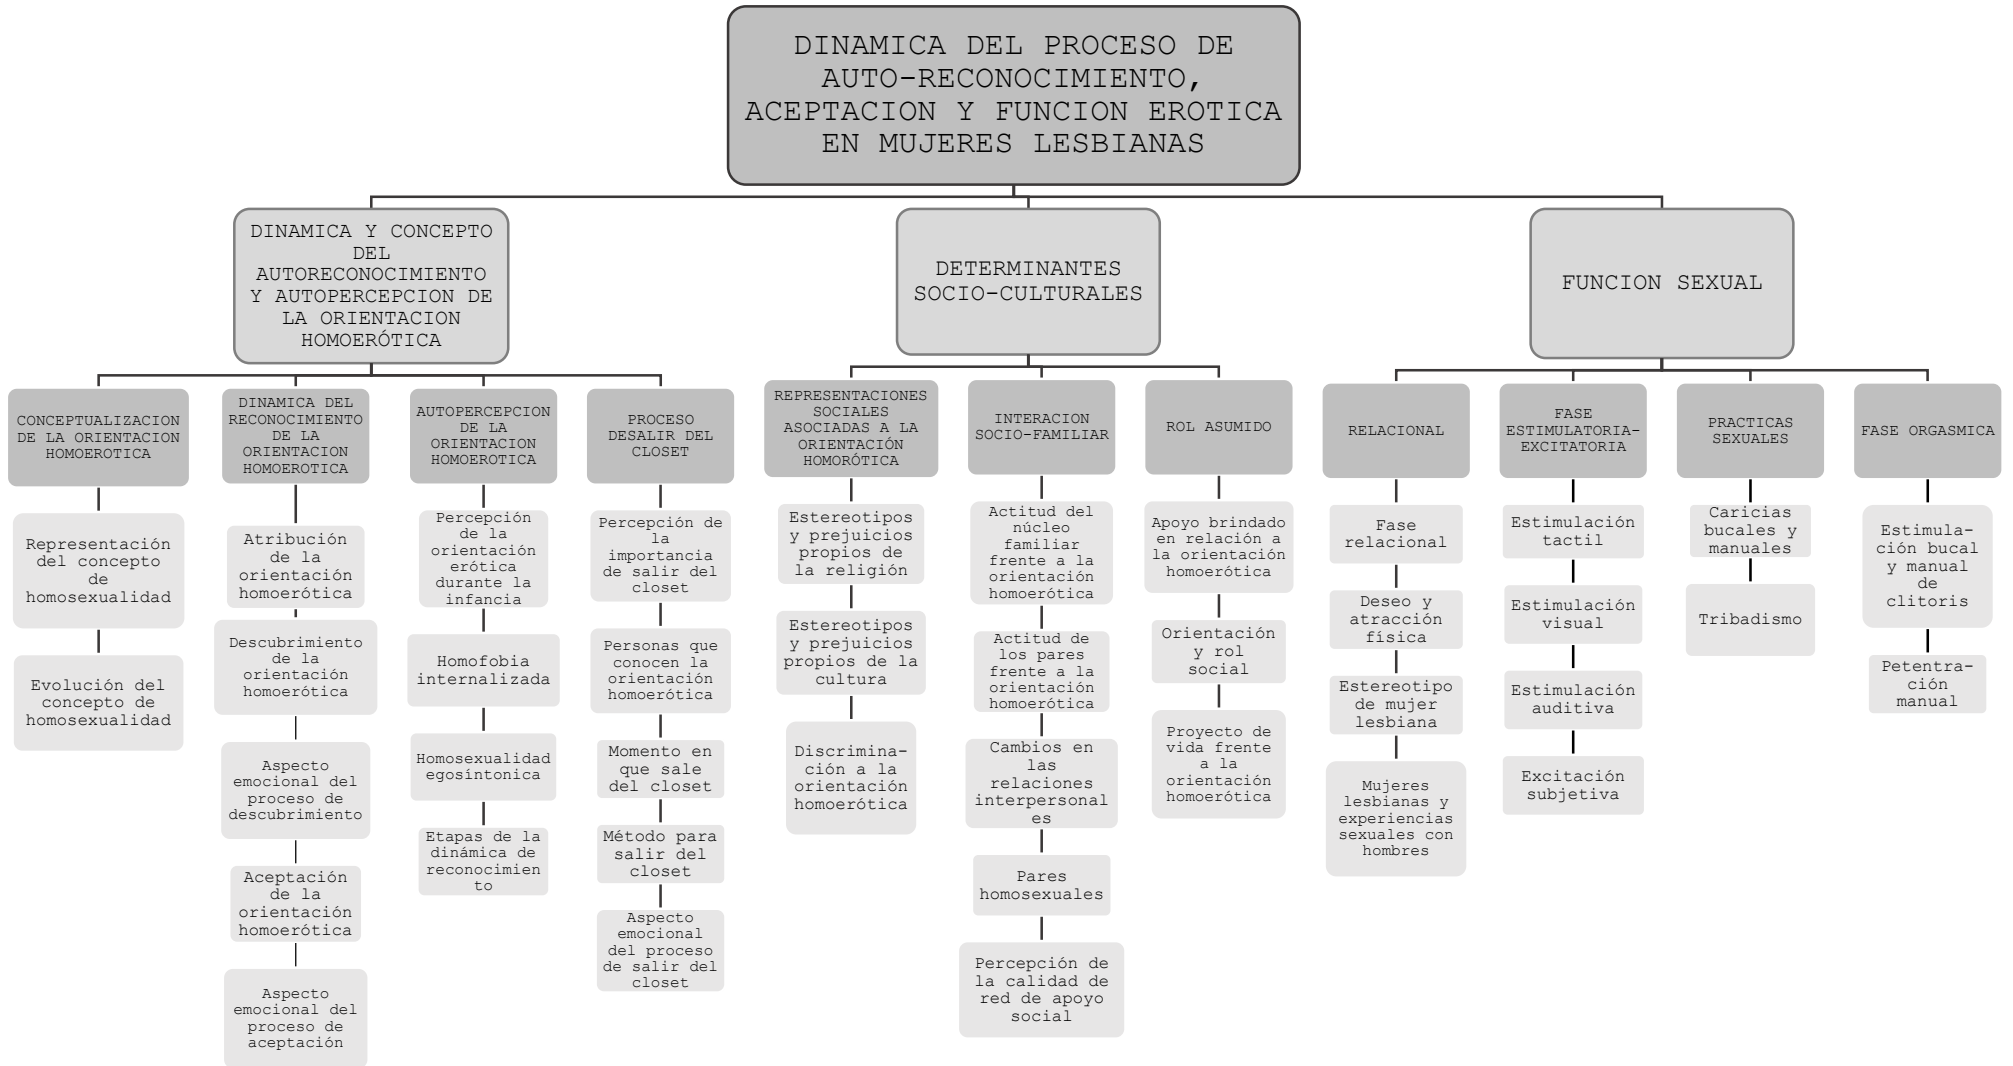 DINAMICA DEL PROCESO DE
AUTO-RECONOCIMIENTO,
ACEPTACION Y FUNCION EROTICA
EN MUJERES LESBIANAS
DINAMICA Y CONCEPTO
DEL
AUTORECONOCIMIENTO
Y AUTOPERCEPCION DE
LA ORIENTACION
HOMOERÓTICA
DETERMINANTES
SOCIO-CULTURALES
FUNCION SEXUAL
CONCEPTUALIZACION
DE LA ORIENTACION
HOMOEROTICA
Representación
del concepto
de
homosexualidad
Evolución del
concepto de
homosexualidad
DINAMICA DEL
RECONOCIMIENTO
DE LA
ORIENTACION
HOMOEROTICA
Atribución
de la
orientación
homoerótica
Descubrimiento
de la
orientación
homoerótica
Aspecto
emocional del
proceso de
descubrimiento
Aceptación
de la
orientación
homoerótica
Aspecto
emocional del
proceso de
aceptación
AUTOPERCEPCION
DE LA
ORIENTACION
HOMOEROTICA
Percepción
de la
orientación
erótica
durante la
infancia
Homofobia
internalizada
Homosexualidad
egosíntonica
Etapas de la
dinámica de
reconocimien
to
PROCESO
DESALIR DEL
CLOSET
Percepción de
la
importancia
de salir del
closet
Personas que
conocen la
orientación
homoerótica
Momento en
que sale
del closet
Método para
salir del
closet
Aspecto
emocional
del proceso
de salir del
closet
REPRESENTACIONES
SOCIALES
ASOCIADAS A LA
ORIENTACIÓN
HOMORÓTICA
Estereotipos
y prejuicios
propios de
la religión
Estereotipos
y prejuicios
propios de la
cultura
Discrimina-
ción a la
orientación
homoerótica
INTERACION
SOCIO-FAMILIAR
Actitud del
núcleo
familiar
frente a la
orientación
homoerótica
Actitud de
los pares
frente a la
orientación
homoerótica
Cambios en
las
relaciones
interpersonal
es
Pares
homosexuales
Percepción de
la calidad de
red de apoyo
social
ROL ASUMIDO
Apoyo brindado
en relación a
la orientación
homoerótica
Orientación
y rol
social
Proyecto de
vida frente
a la
orientación
homoerótica
RELACIONAL
Fase
relacional
Deseo y
atracción
física
Estereotipo
de mujer
lesbiana
Mujeres
lesbianas y
experiencias
sexuales con
hombres
FASE
ESTIMULATORIA-
EXCITATORIA
Estimulación
tactil
Estimulación
visual
Estimulación
auditiva
Excitación
subjetiva
PRACTICAS
SEXUALES
Caricias
bucales y
manuales
Tribadismo
FASE ORGASMICA
Estimula-
ción bucal
y manual
de
clitoris
Petentra-
ción
manual